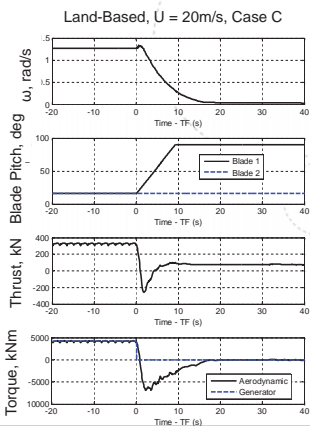 Land-Based, U = 20m/s, Case C
ω, rad/s
.5
1
.5
0
-20 -10 0 10 20 30 40
Time - TF (s)
Blade Pitch, deg
100
50
0
Blade 1
Blade 2
-20 -10 0 10 20 30 40
Time - TF (s)
Thrust, kN
400
200
0
-200
-400
-20 -10 0 10 20 30 40
Time - TF (s)
Torque, kNm
5000
0
-5000
10000
Aerodynamic
Generator
-20 -10 0 10 20 30 40
Time - TF (s)